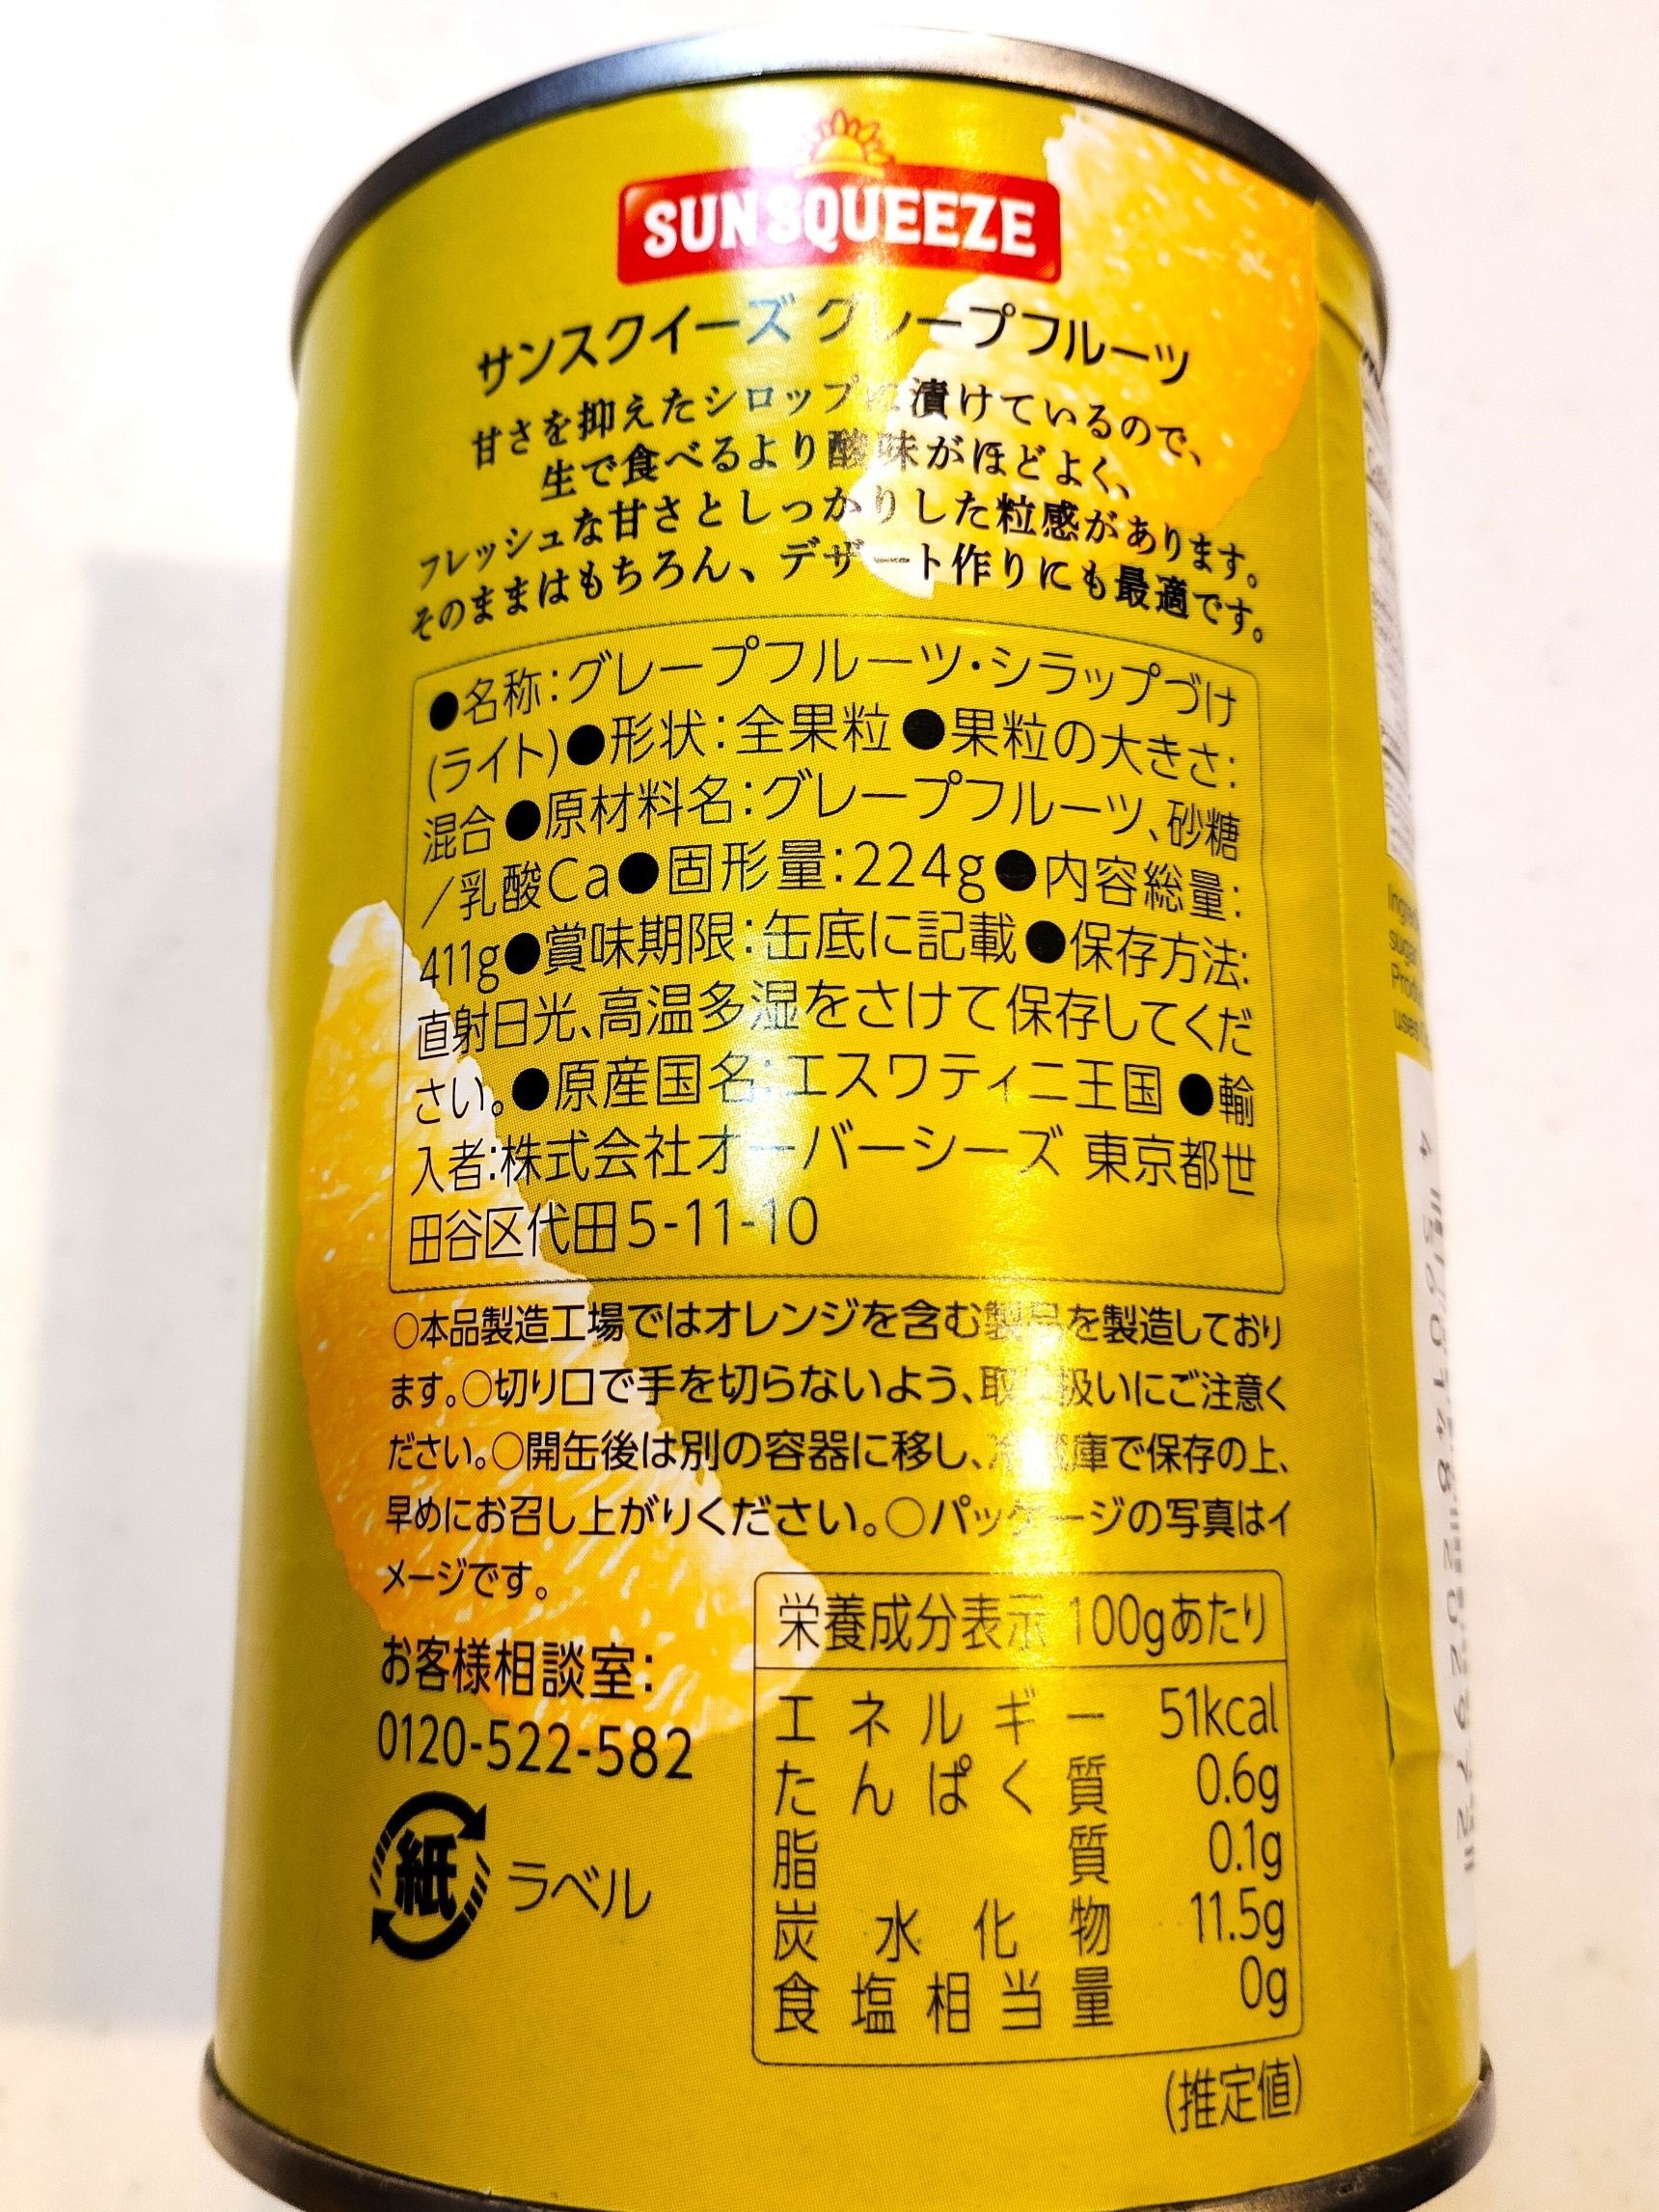 SUNSQUEEZE
サンスクイーズ グレープフルーツ
甘さを抑えたシロップに漬けているので、
生で食べるより酸味がほどよく、
フレッシュな甘さとしっかりした粒感があります。
そのままはもちろん、デザート作りにも最適です。
●名称:グレープフルーツ・シラップづけ
(ライト)●形状:全果粒●果粒の大きさ:
混合●原材料名:グレープフルーツ、砂糖
/乳酸Ca●固形量:224g●内容総量:
411g●賞味期限:缶底に記載●保存方法:
直射日光、高温多湿をさけて保存してくだ
さい。●原産国名:エスワティニ王国●輸
入者:株式会社オーバーシーズ 東京都世
田谷区代田5-11-10
○本品製造工場ではオレンジを含む製品を製造しており
ます。○切り口で手を切らないよう、取り扱いにご注意く
ださい。○開缶後は別の容器に移し、冷蔵庫で保存の上、
早めにお召し上がりください。○パッケージの写真はイ
メージです。
お客様相談室:
0120-522-582
紙 ラベル
栄養成分表示 100gあたり
エネルギー 51kcal
たんぱく質 0.6g
脂質 0.1g
炭水化物 11.5g
食塩相当量 0g
(推定値)